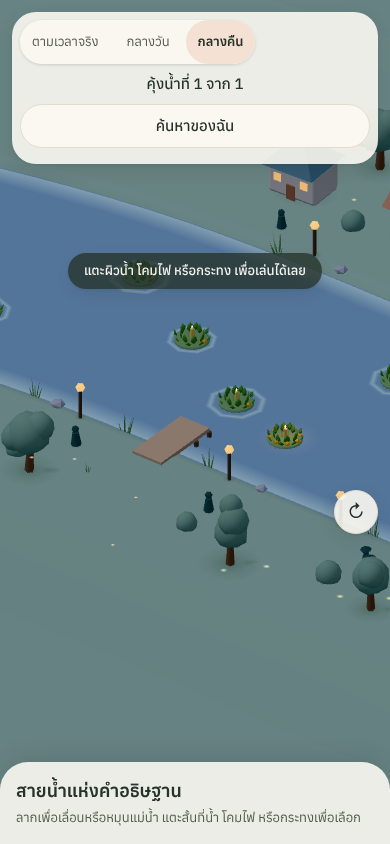 ตามเวลาจริง กลางวัน กลางคืน
คุ้งน้ำที่ 1 จาก 1
ค้นหาของฉัน
แตะผิวน้ำ โคมไฟ หรือกระทง เพื่อเล่นได้เลย
สายน้ำแห่งคำอธิษฐาน
ลากเพื่อเลื่อนหรือหมุนแม่น้ำ แตะสั้นที่น้ำ โคมไฟ หรือกระทงเพื่อเลือก